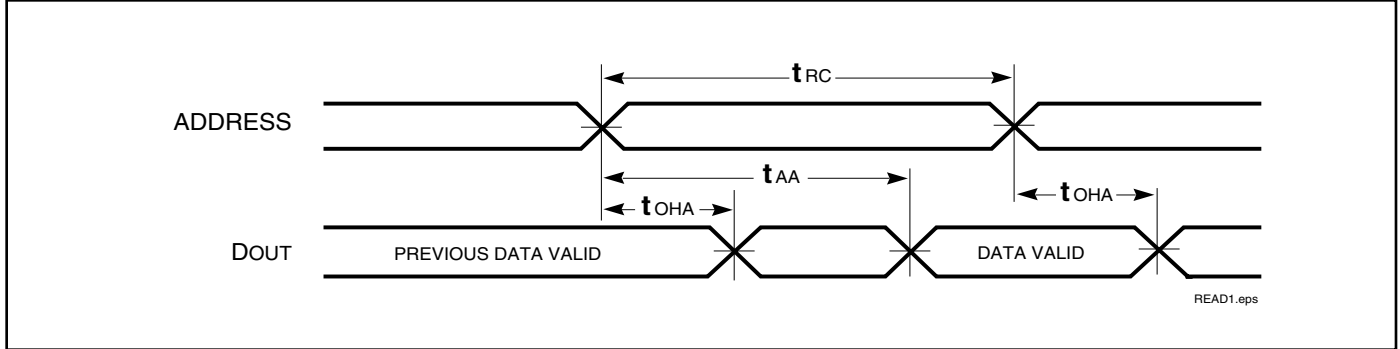 tRC
ADDRESS
tAA
tOHA
tOHA
DOUT
PREVIOUS DATA VALID
DATA VALID
READ1.eps